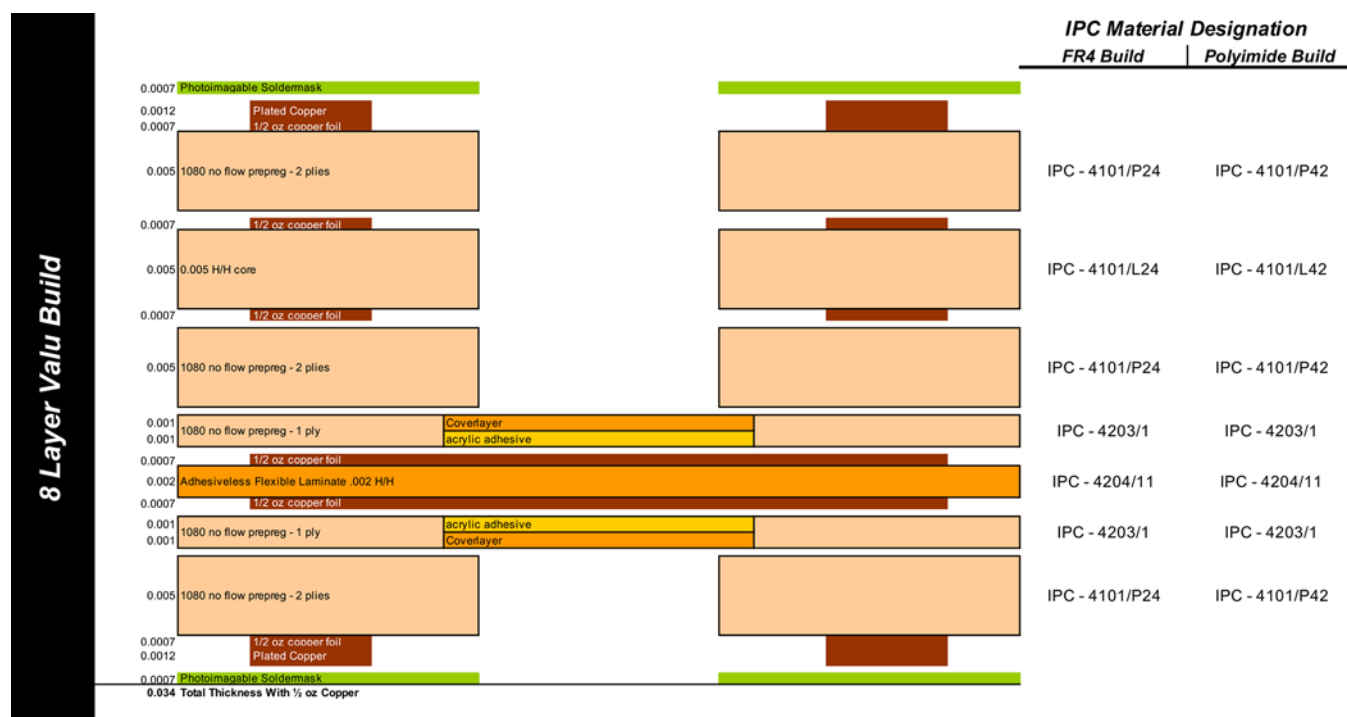 8 Layer Valu Build
IPC Material Designation
FR4 Build Polyimide Build
0.0007 Photoimagable Soldermask
0.0012 Plated Copper
0.0007 1/2 oz copper foil
0.005 1080 no flow prepreg - 2 plies IPC - 4101/P24 IPC - 4101/P42
0.0007 1/2 oz copper foil
0.005 0.005 H/H core IPC - 4101/L24 IPC - 4101/L42
0.0007 1/2 oz copper foil
0.005 1080 no flow prepreg - 2 plies IPC - 4101/P24 IPC - 4101/P42
0.001 Coverlayer
1080 no flow prepreg - 1 ply IPC - 4203/1 IPC - 4203/1
0.001 acrylic adhesive
0.0007 1/2 oz copper foil
0.002 Adhesiveless Flexible Laminate .002 H/H IPC - 4204/11 IPC - 4204/11
0.0007 1/2 oz copper foil
0.001 acrylic adhesive
1080 no flow prepreg - 1 ply IPC - 4203/1 IPC - 4203/1
0.001 Coverlayer
0.005 1080 no flow prepreg - 2 plies IPC - 4101/P24 IPC - 4101/P42
0.0007 1/2 oz copper foil
0.0012 Plated Copper
0.0007 Photoimagable Soldermask
0.034 Total Thickness With ½ oz Copper